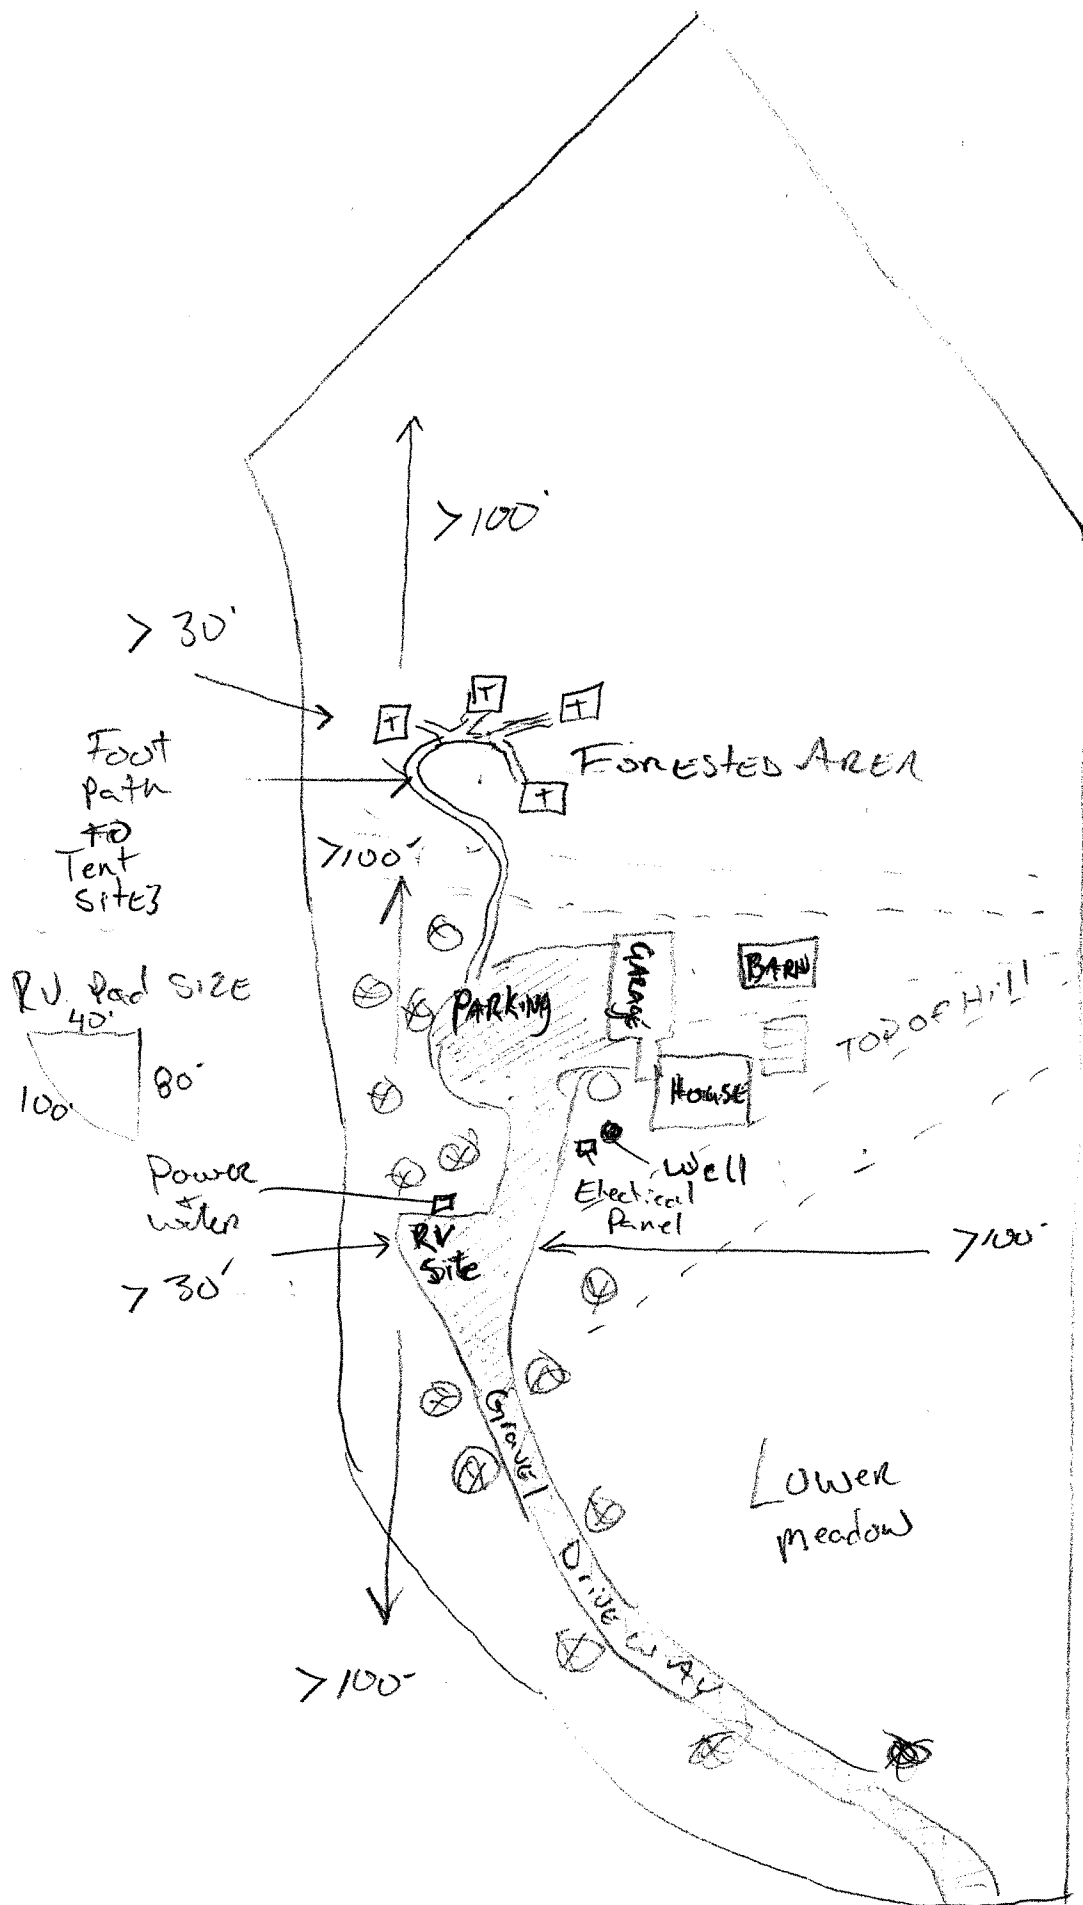 >100'
> 30'
T
T
T
T
Foot
Path
to
Tent
Sites
FORESTED AREA
>100'
RV Pad SIZE
40'
80'
100'
PARKING
GARAGE
BARN
TOP OF Hill
HOUSE
Power
+
water
Well
Electrical
Panel
RV
Site
>100'
> 30'
Gravel
Drive WAY
Lower
meadow
>100'